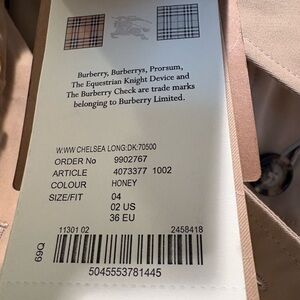 Burberry, Burberrys, Prorsum,
The Equestrian Knight Device and
The Burberry Check are trade marks
belonging to Burberry Limited.
W:WW CHELSEA LONG:DK:70500
ORDER No 9902767
ARTICLE 4073377 1002
COLOUR HONEY
SIZE/FIT 04
02 US
36 EU
11301 02 2458418
69Q
5045553781445